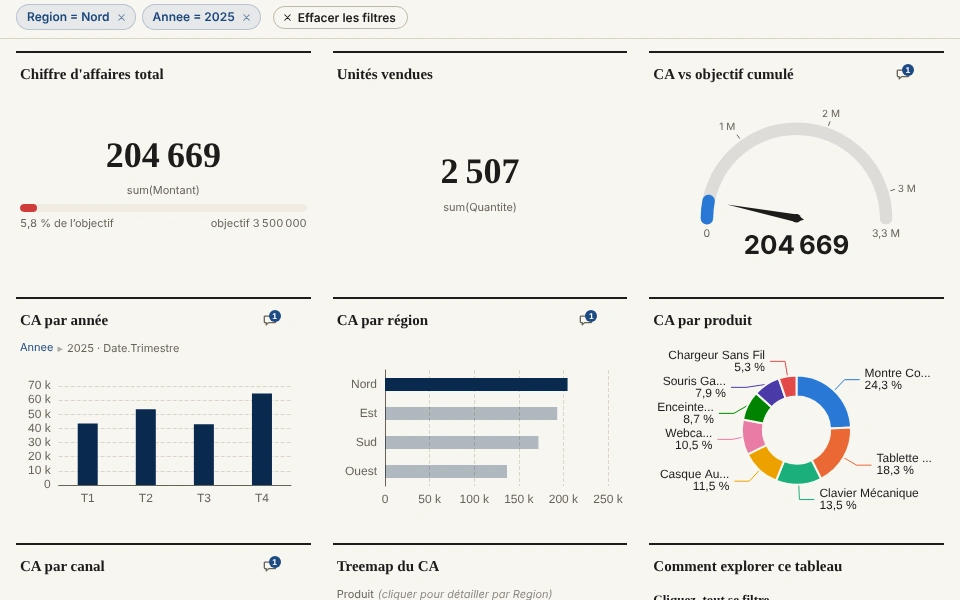 Region = Nord ×
Annee = 2025 ×
× Effacer les filtres
Chiffre d'affaires total
204 669
sum(Montant)
5,8 % de l'objectif
objectif 3 500 000
Unités vendues
2 507
sum(Quantite)
CA vs objectif cumulé
1
0
1 M
2 M
3 M
3,3 M
204 669
CA par année
1
Annee ▸ 2025 · Date.Trimestre
70 k
60 k
50 k
40 k
30 k
20 k
10 k
0
T1
T2
T3
T4
CA par région
1
Nord
Est
Sud
Ouest
0
50 k
100 k
150 k
200 k
250 k
CA par produit
Chargeur Sans Fil
5,3 %
Souris Ga...
7,9 %
Enceinte...
8,7 %
Webca...
10,5 %
Casque Au...
11,5 %
Montre Co...
24,3 %
Tablette ...
18,3 %
Clavier Mécanique
13,5 %
CA par canal
1
Treemap du CA
Produit (cliquer pour détailler par Region)
Comment explorer ce tableau
Cliquez, tout se filtre